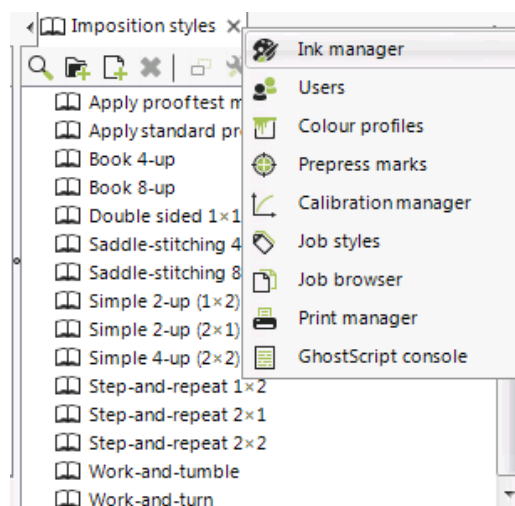 Imposition styles
Ink manager
Users
Colour profiles
Prepress marks
Calibration manager
Job styles
Job browser
Print manager
GhostScript console
Apply prooftest m
Apply standard pr
Book 4-up
Book 8-up
Double sided 1×1
Saddle-stitching 4
Saddle-stitching 8
Simple 2-up (1×2)
Simple 2-up (2×1)
Simple 4-up (2×2)
Step-and-repeat 1×2
Step-and-repeat 2×1
Step-and-repeat 2×2
Work-and-tumble
Work-and-turn